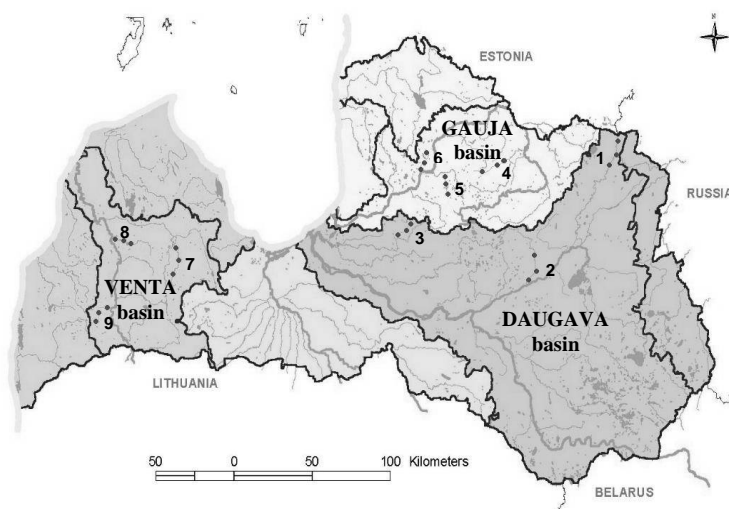 N
ESTONIA
GAUJA
basin
6
4
5
1
RUSSIA
3
2
8
7
VENTA
basin
9
DAUGAVA
basin
LITHUANIA
50 0 50 100 Kilometers
BELARUS